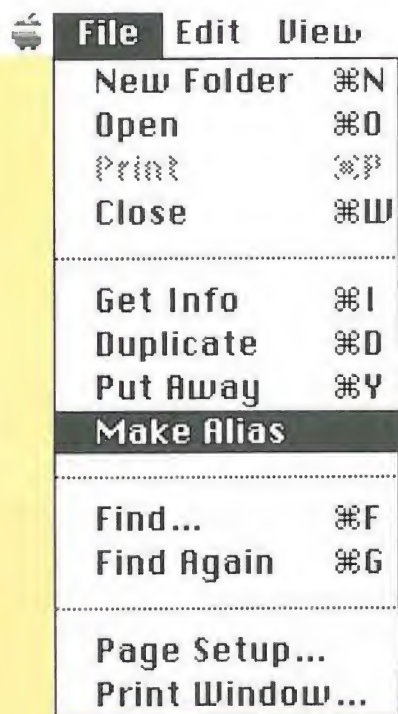 File Edit View
New Folder ⌘N
Open ⌘O
Print ⌘P
Close ⌘W
Get Info ⌘I
Duplicate ⌘D
Put Away ⌘Y
Make Alias
Find... ⌘F
Find Again ⌘G
Page Setup...
Print Window...